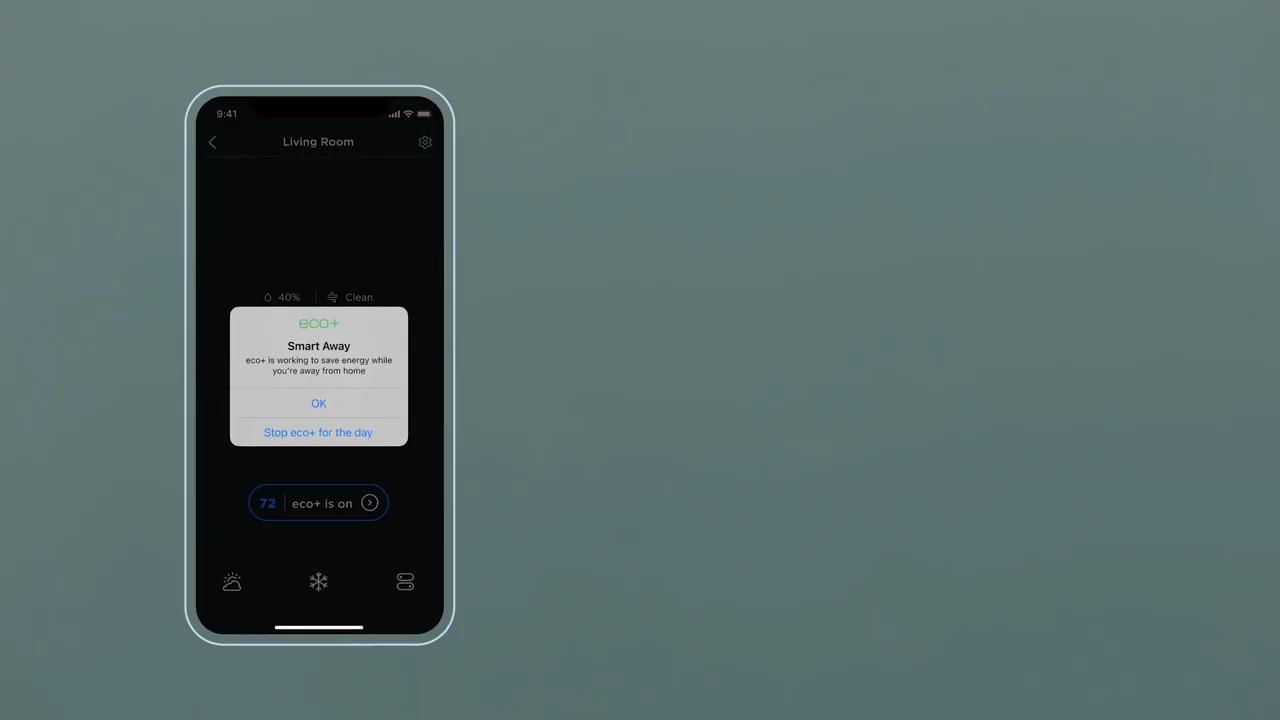 9:41
Living Room
40% Clean
eco+
Smart Away
eco+ is working to save energy while
you're away from home
OK
Stop eco+ for the day
72 eco+ is on